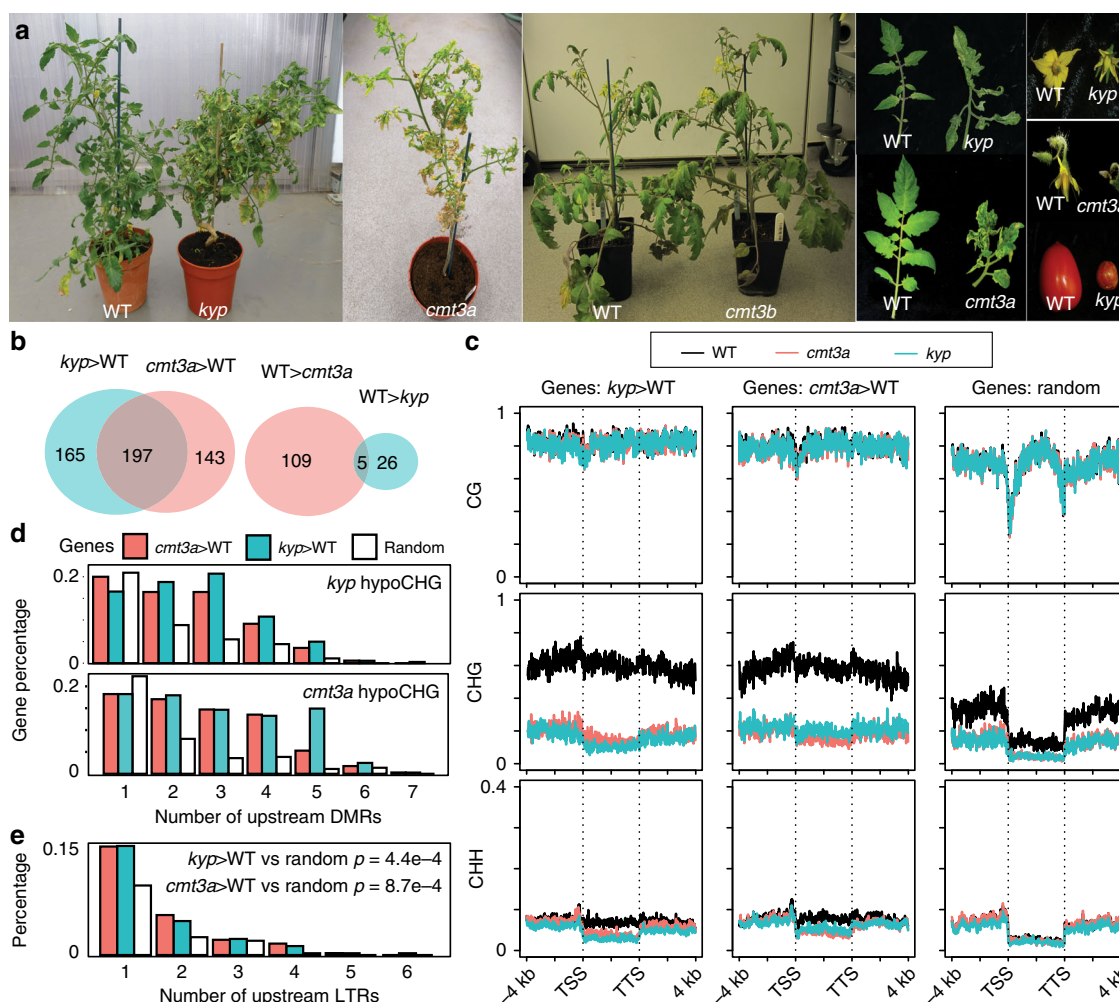 a
WT
kyp
cmt3a
WT
cmt3b
WT
kyp
WT
cmt3a
WT
kyp
WT
cmt3a
WT
kyp
b
kyp>WT
cmt3a>WT
165
197
143
WT>cmt3a
WT>kyp
109
5
26
c
WT
cmt3a
kyp
Genes: kyp>WT
Genes: cmt3a>WT
Genes: random
1
CG
0
1
CHG
0
0.4
CHH
0
–4 kb
TSS
TTS
4 kb
–4 kb
TSS
TTS
4 kb
–4 kb
TSS
TTS
4 kb
d
Genes
cmt3a>WT
kyp>WT
Random
0.2
kyp hypoCHG
0
0.2
cmt3a hypoCHG
0
Gene percentage
1 2 3 4 5 6 7
Number of upstream DMRs
e
Percentage
0.15
kyp>WT vs random p = 4.4e–4
cmt3a>WT vs random p = 8.7e–4
0
1 2 3 4 5 6
Number of upstream LTRs